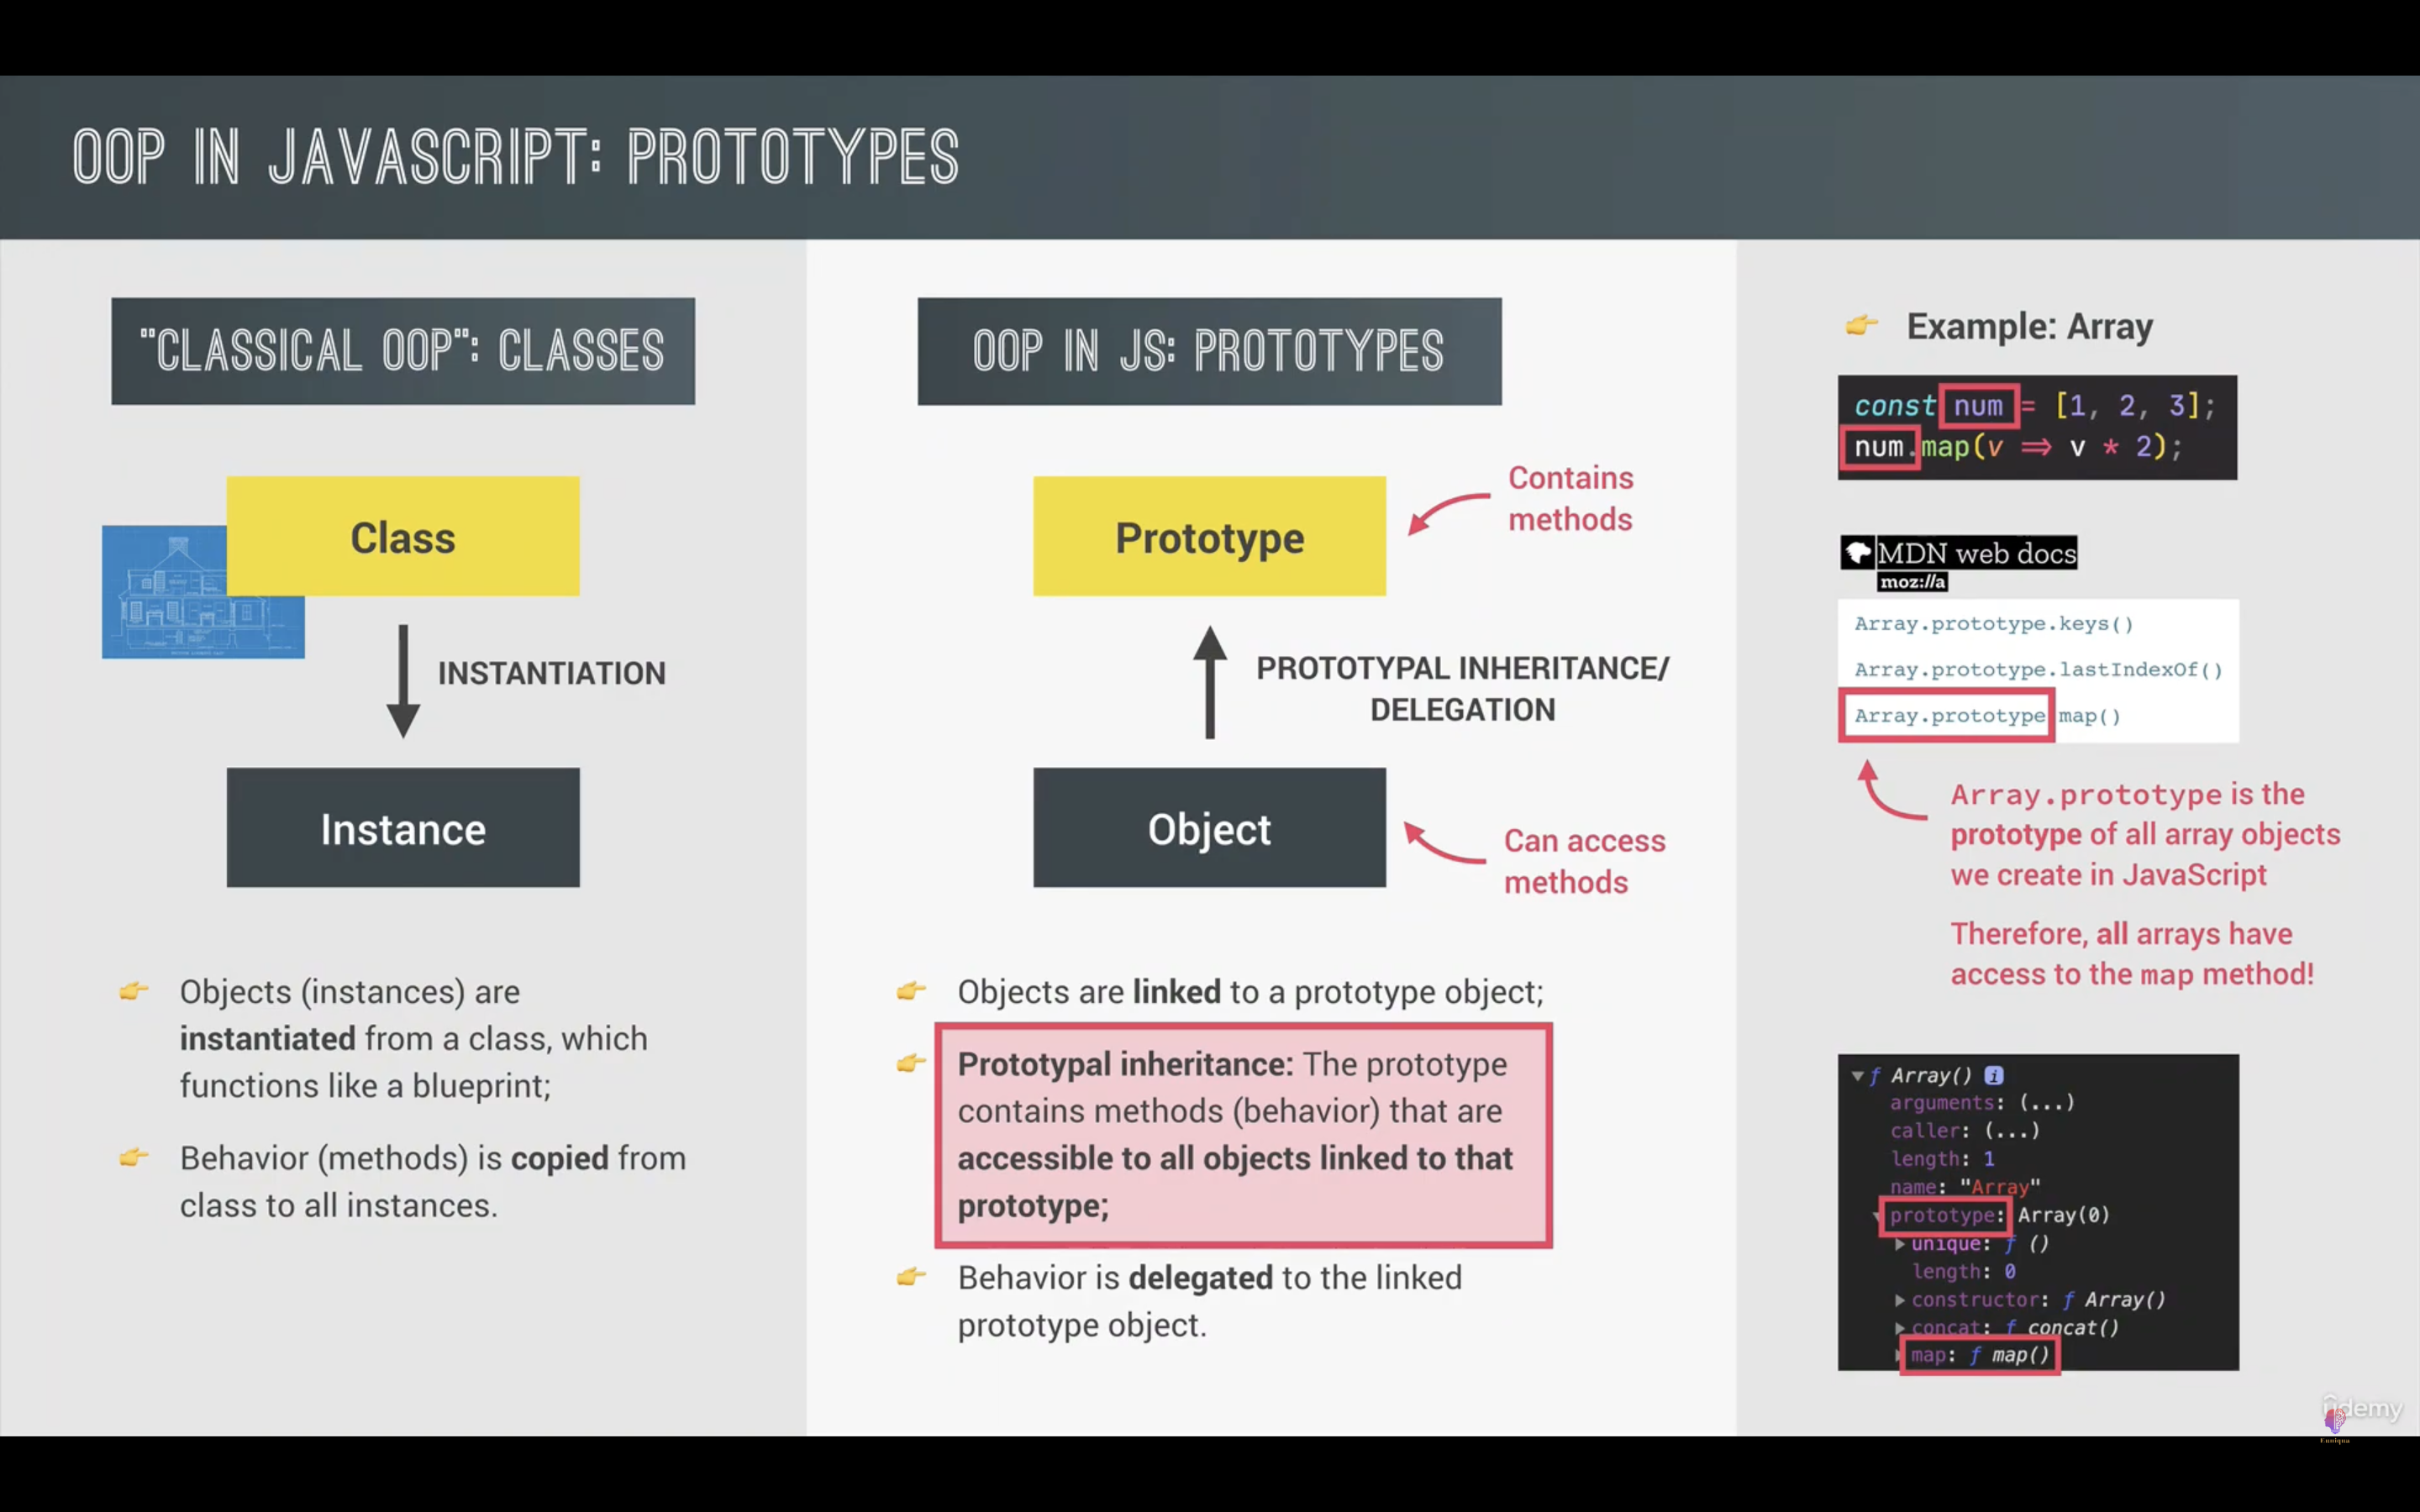 OOP IN JAVASCRIPT: PROTOTYPES
"CLASSICAL OOP": CLASSES
Class
INSTANTIATION
Instance
👉 Objects (instances) are
instantiated from a class, which
functions like a blueprint;
👉 Behavior (methods) is copied from
class to all instances.
OOP IN JS: PROTOTYPES
Prototype
Contains
methods
PROTOTYPAL INHERITANCE/
DELEGATION
Object
Can access
methods
👉 Objects are linked to a prototype object;
👉 Prototypal inheritance: The prototype
contains methods (behavior) that are
accessible to all objects linked to that
prototype;
👉 Behavior is delegated to the linked
prototype object.
👉 Example: Array
const num = [1, 2, 3];
num.map(v ⇒ v * 2);
MDN web docs
moz://a
Array.prototype.keys()
Array.prototype.lastIndexOf()
Array.prototype map()
Array.prototype is the
prototype of all array objects
we create in JavaScript
Therefore, all arrays have
access to the map method!
▼ƒ Array() i
arguments: (...)
caller: (...)
length: 1
name: "Array"
prototype: Array(0)
▶unique: ƒ ()
length: 0
▶constructor: ƒ Array()
▶concat: ƒ concat()
map: ƒ map()
ûdemy